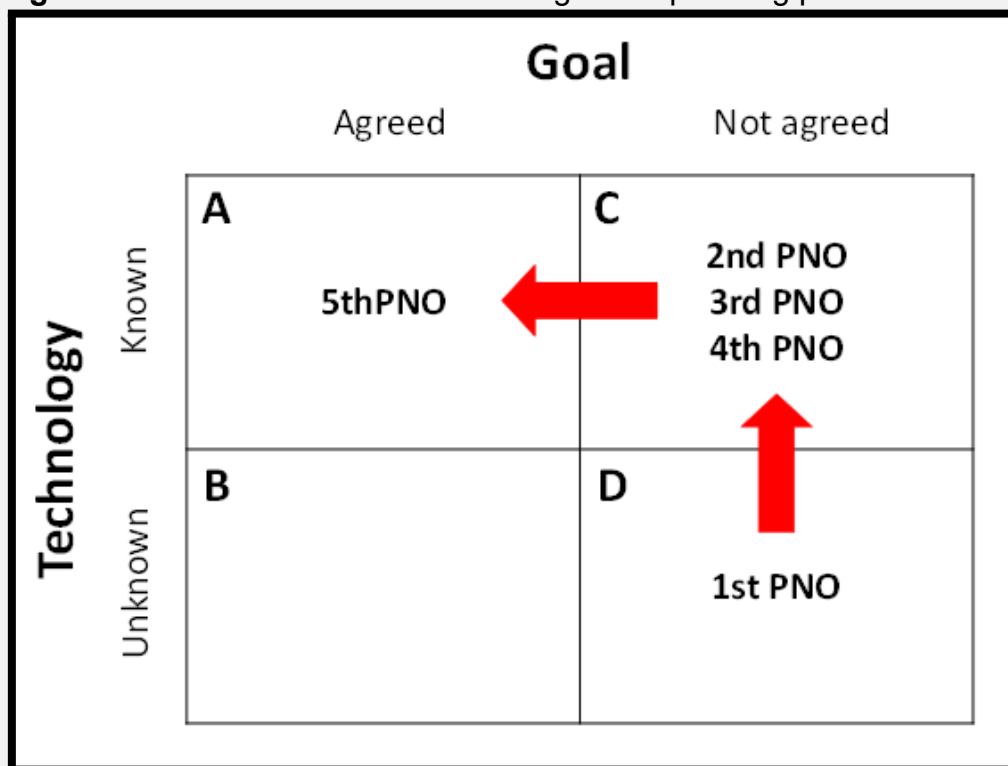 Goal
Agreed Not agreed
A C
2nd PNO
5thPNO 3rd PNO
4th PNO
Technology
Known
B D
Unknown
1st PNO